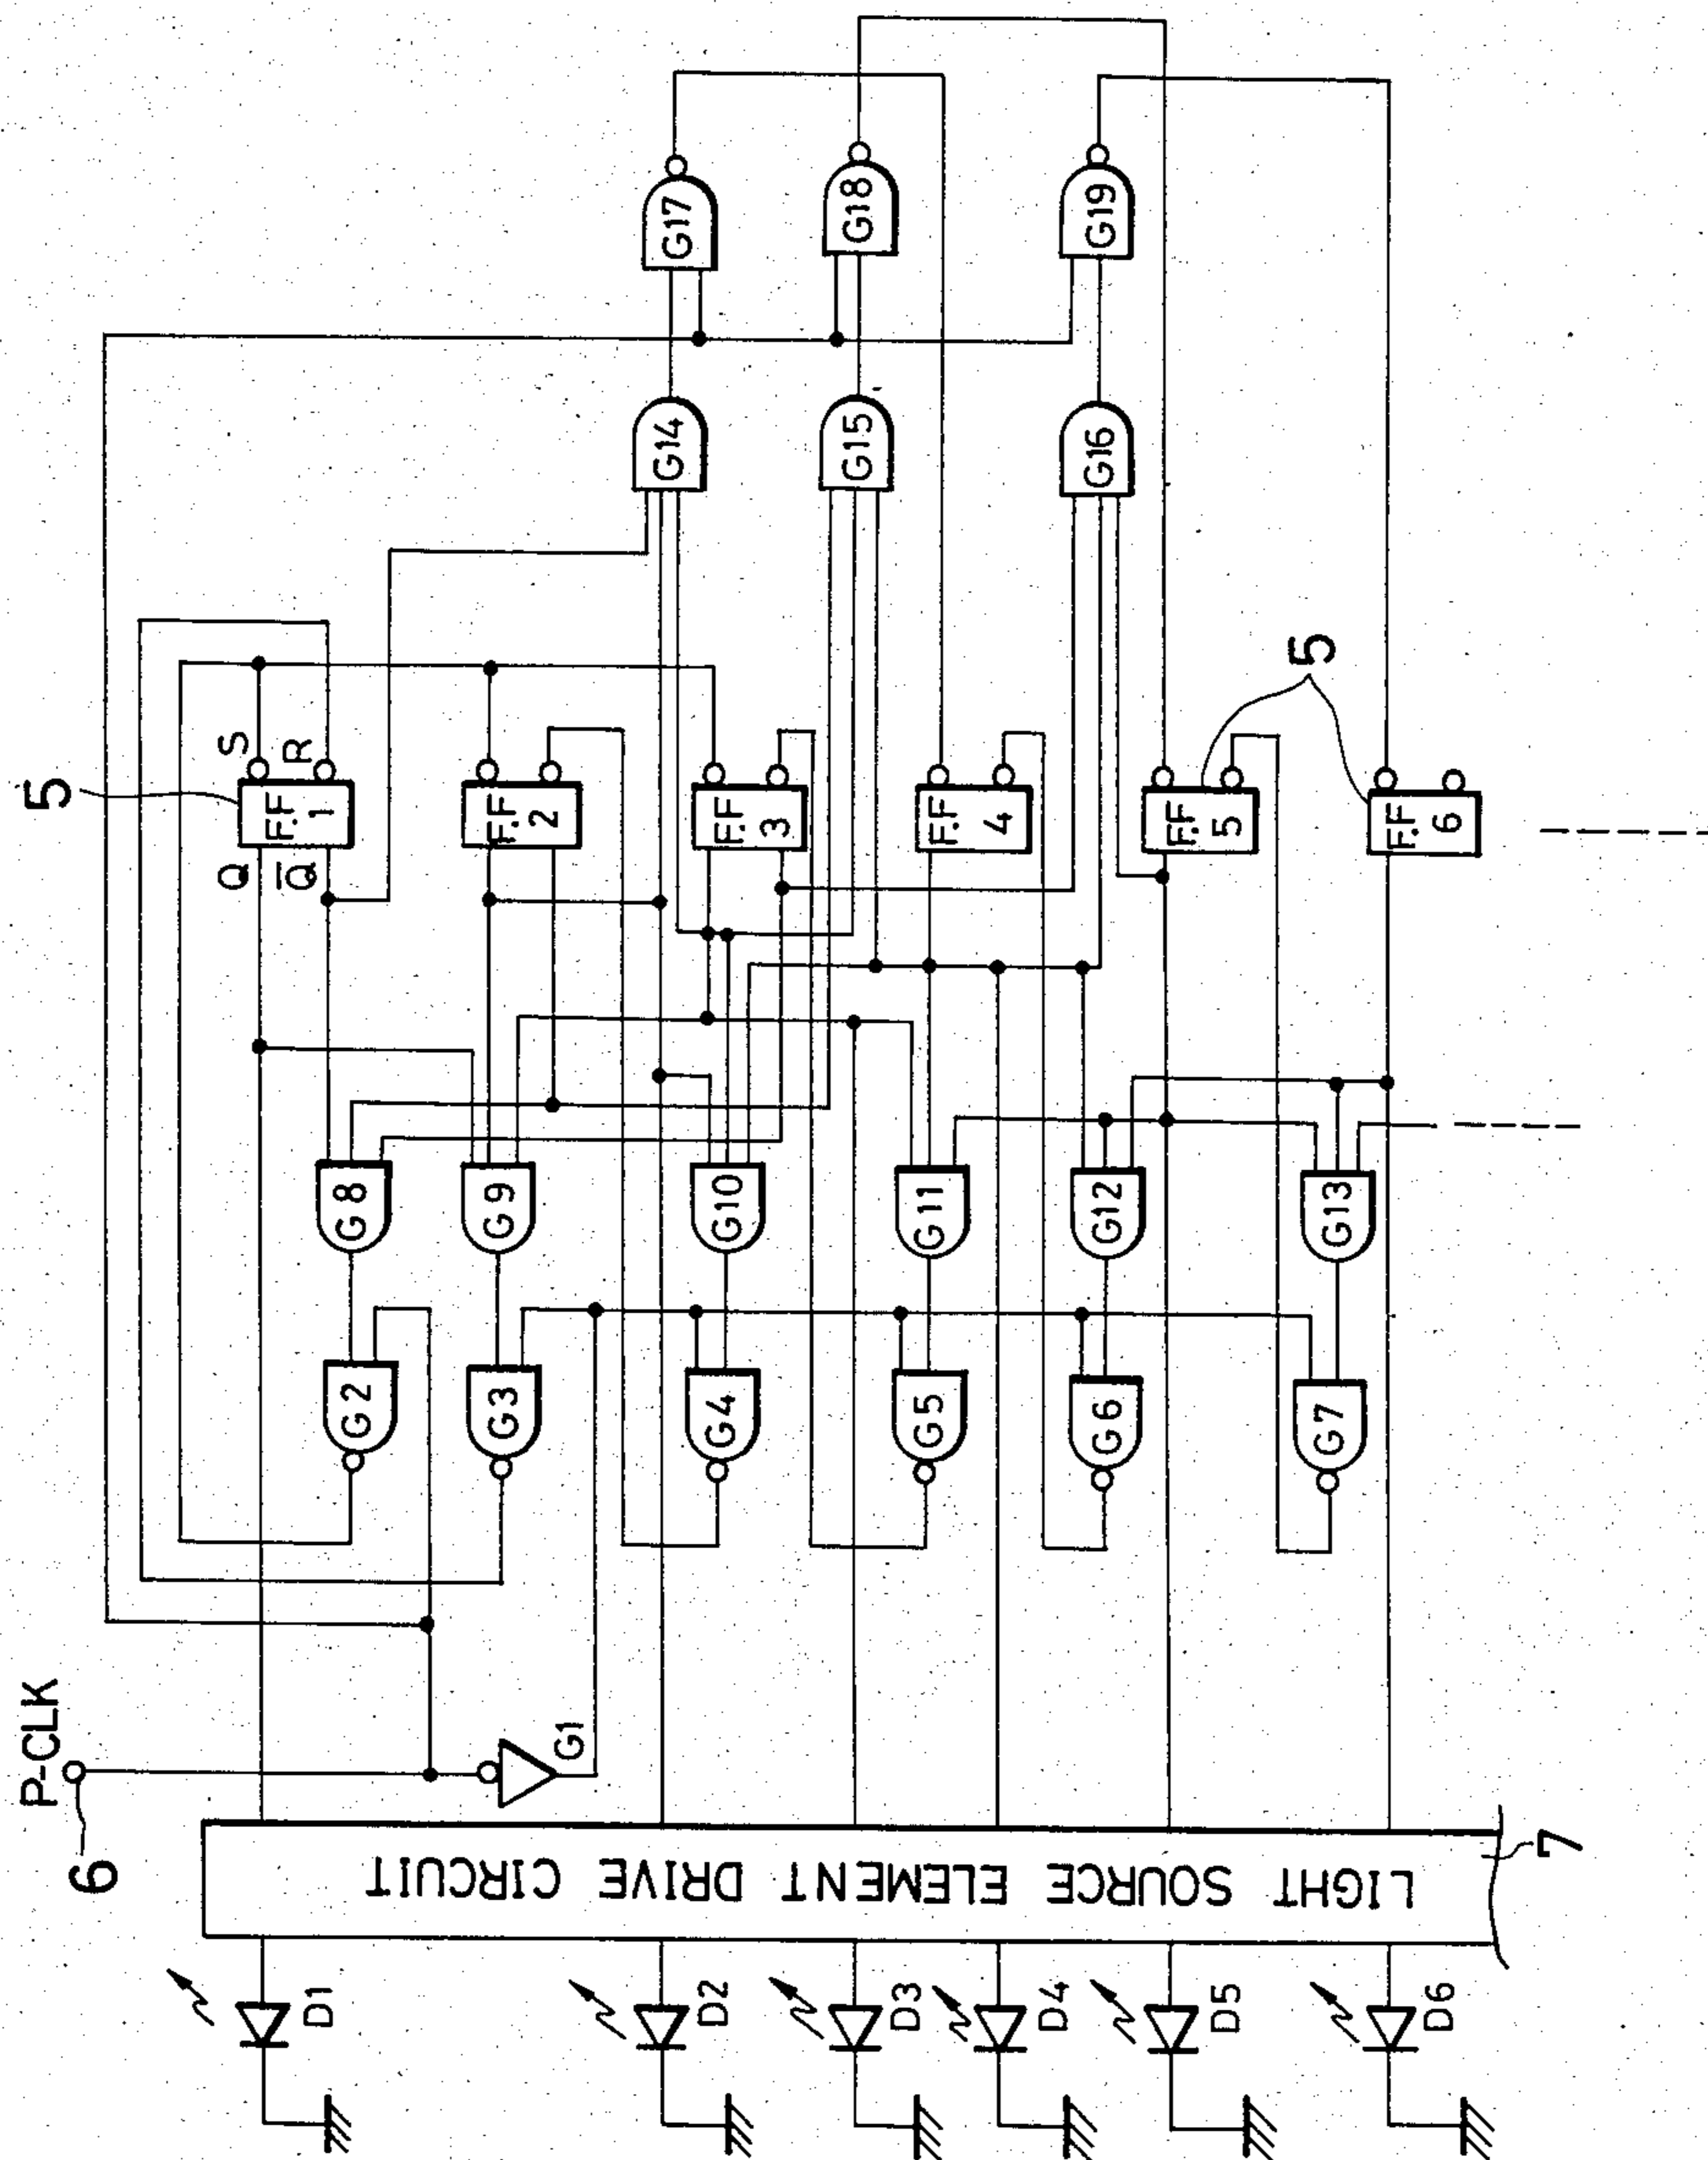 G17
G18
G19
G14
G15
G16
5
5
S
R
F.F
1
F.F
2
F.F
3
F.F
4
F.F
5
F.F
6
Q
Q̅
G8
G9
G10
G11
G12
G13
G2
G3
G4
G5
G6
G7
P-CLK
6
G1
LIGHT SOURCE ELEMENT DRIVE CIRCUIT
7
D1
D2
D3
D4
D5
D6